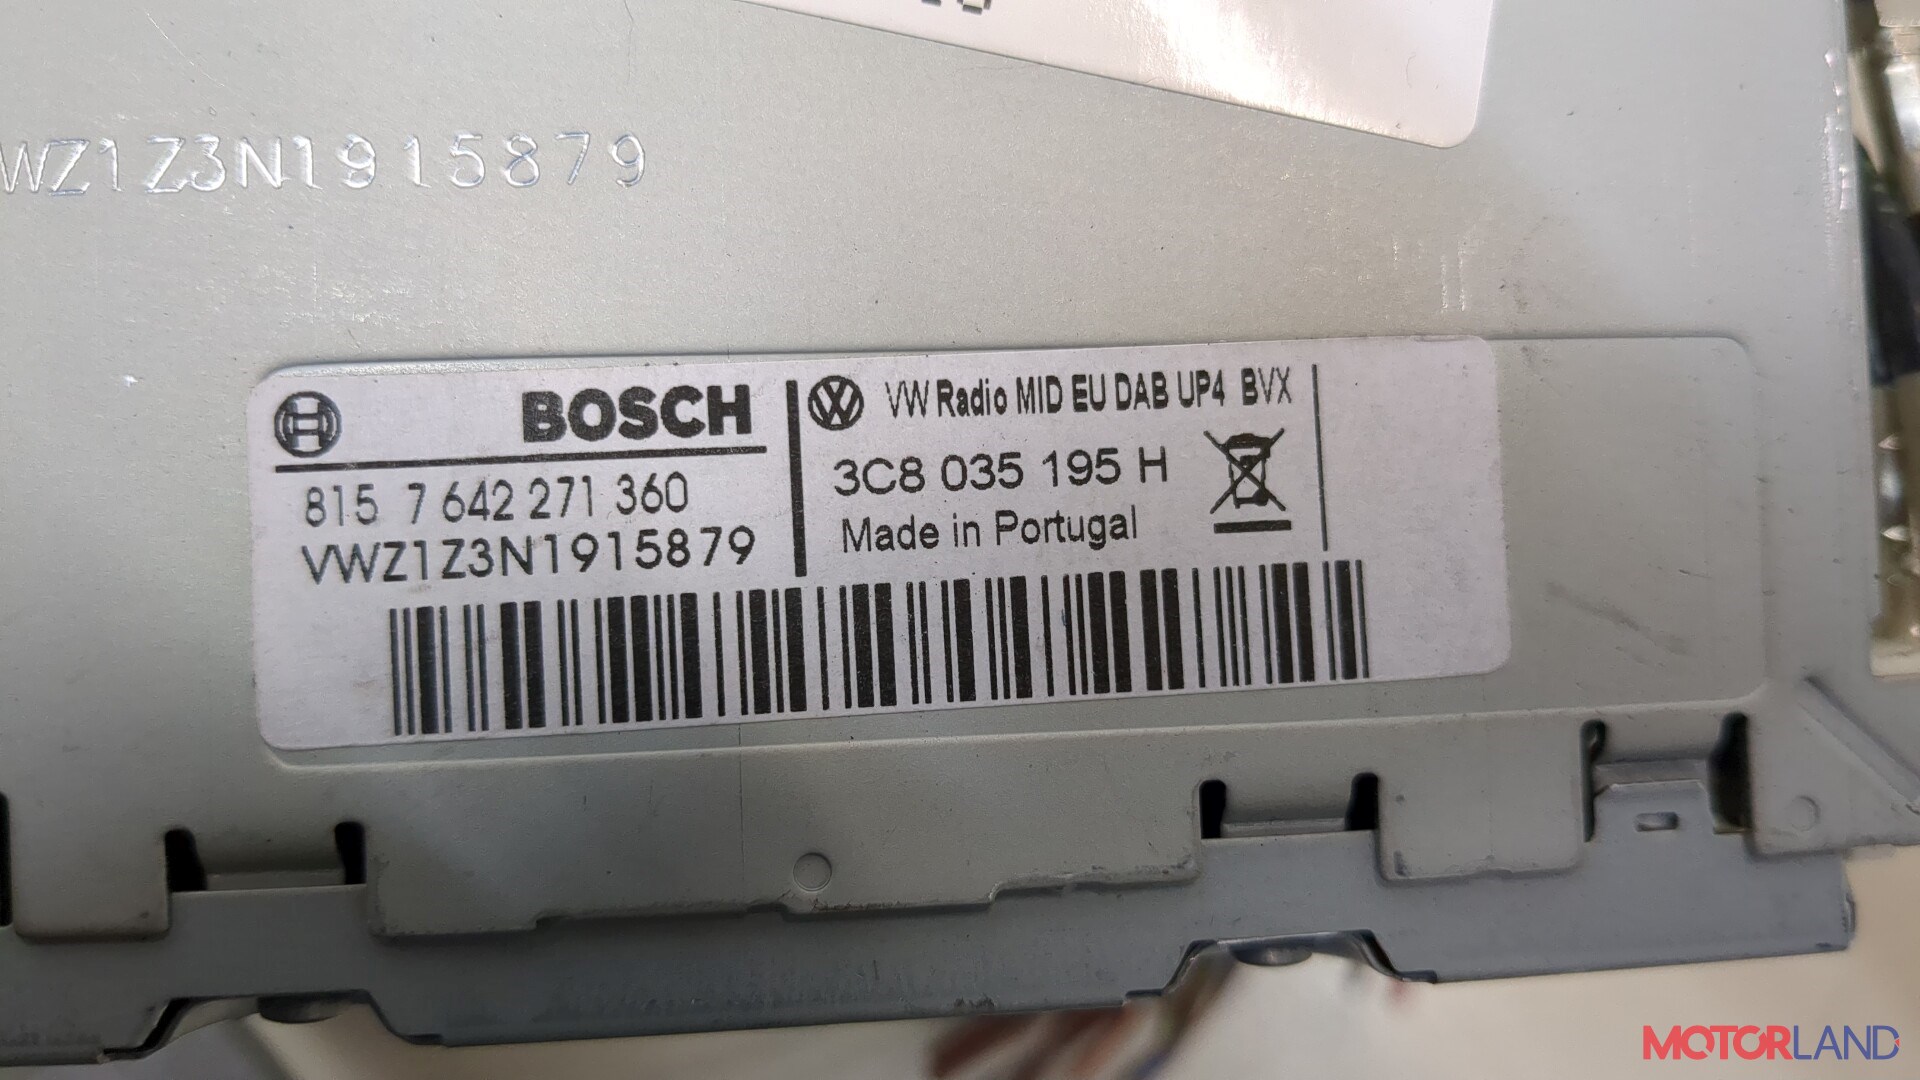 VWZ1Z3N1915879
BOSCH
815 7 642 271 360
VWZ1Z3N1915879
VW Radio MID EU DAB UP4 BVX
3C8 035 195 H
Made in Portugal
MOTORLAND